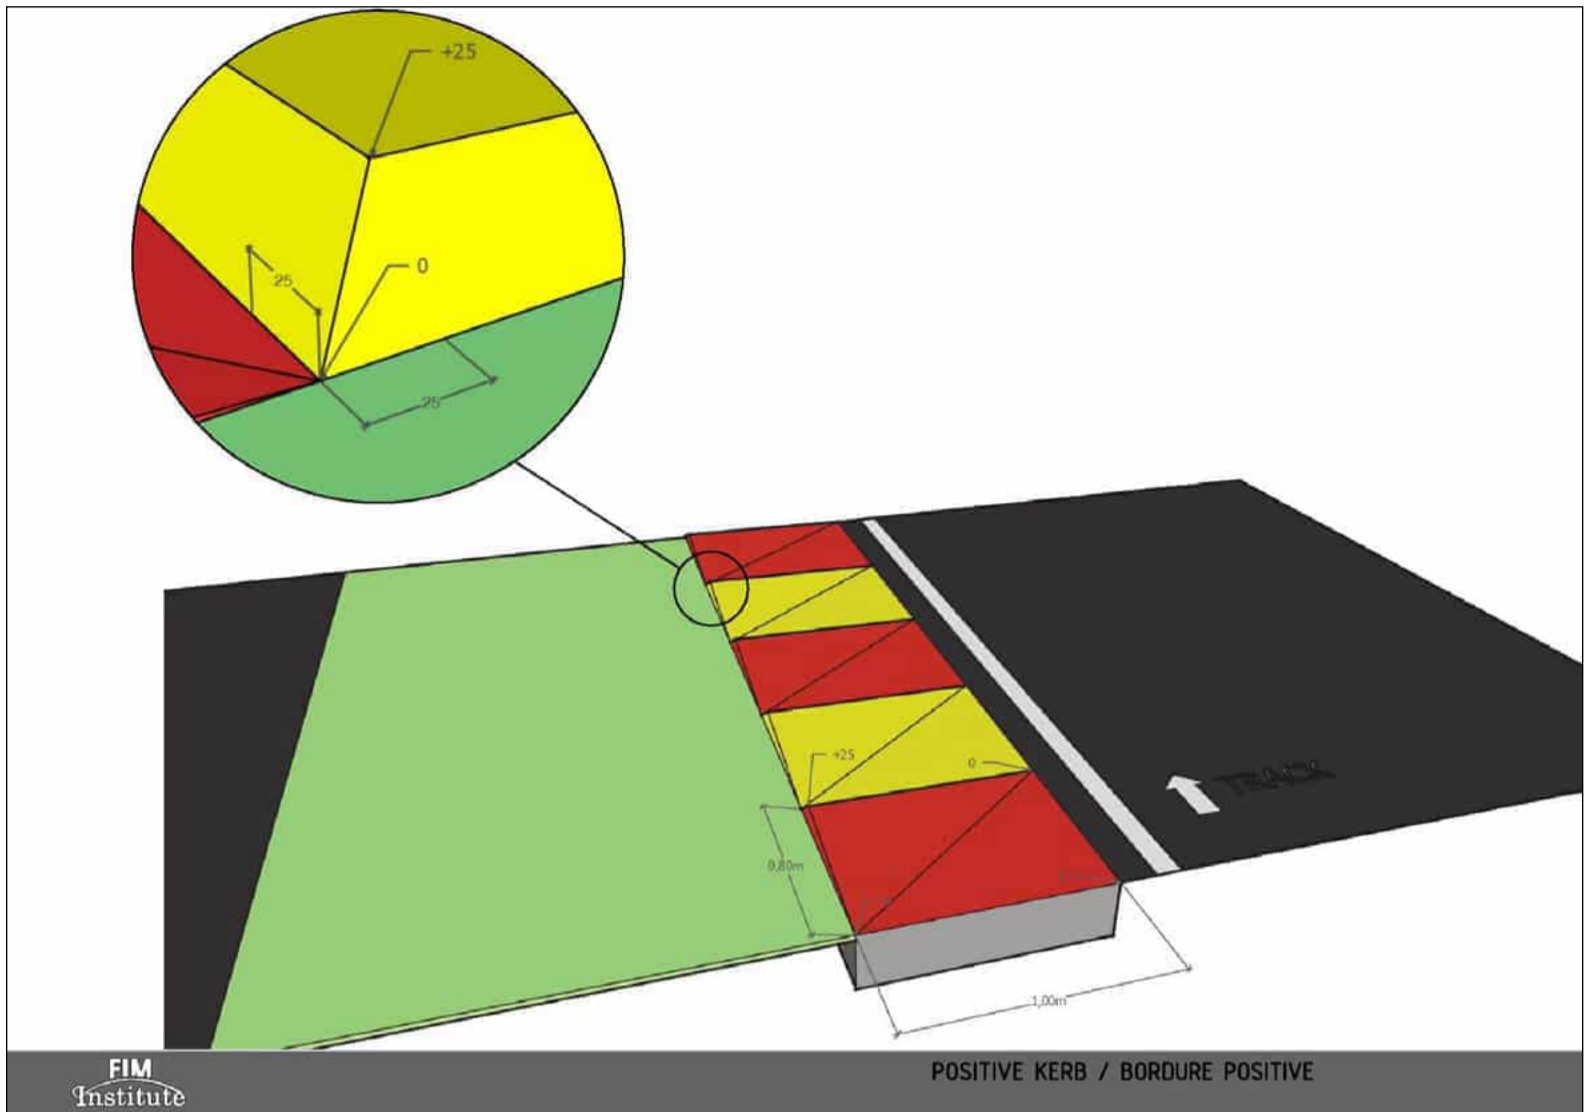 +25
0
25
25
+25
0
0,80m
TRACK
1,00m
FIM
Institute
POSITIVE KERB / BORDURE POSITIVE